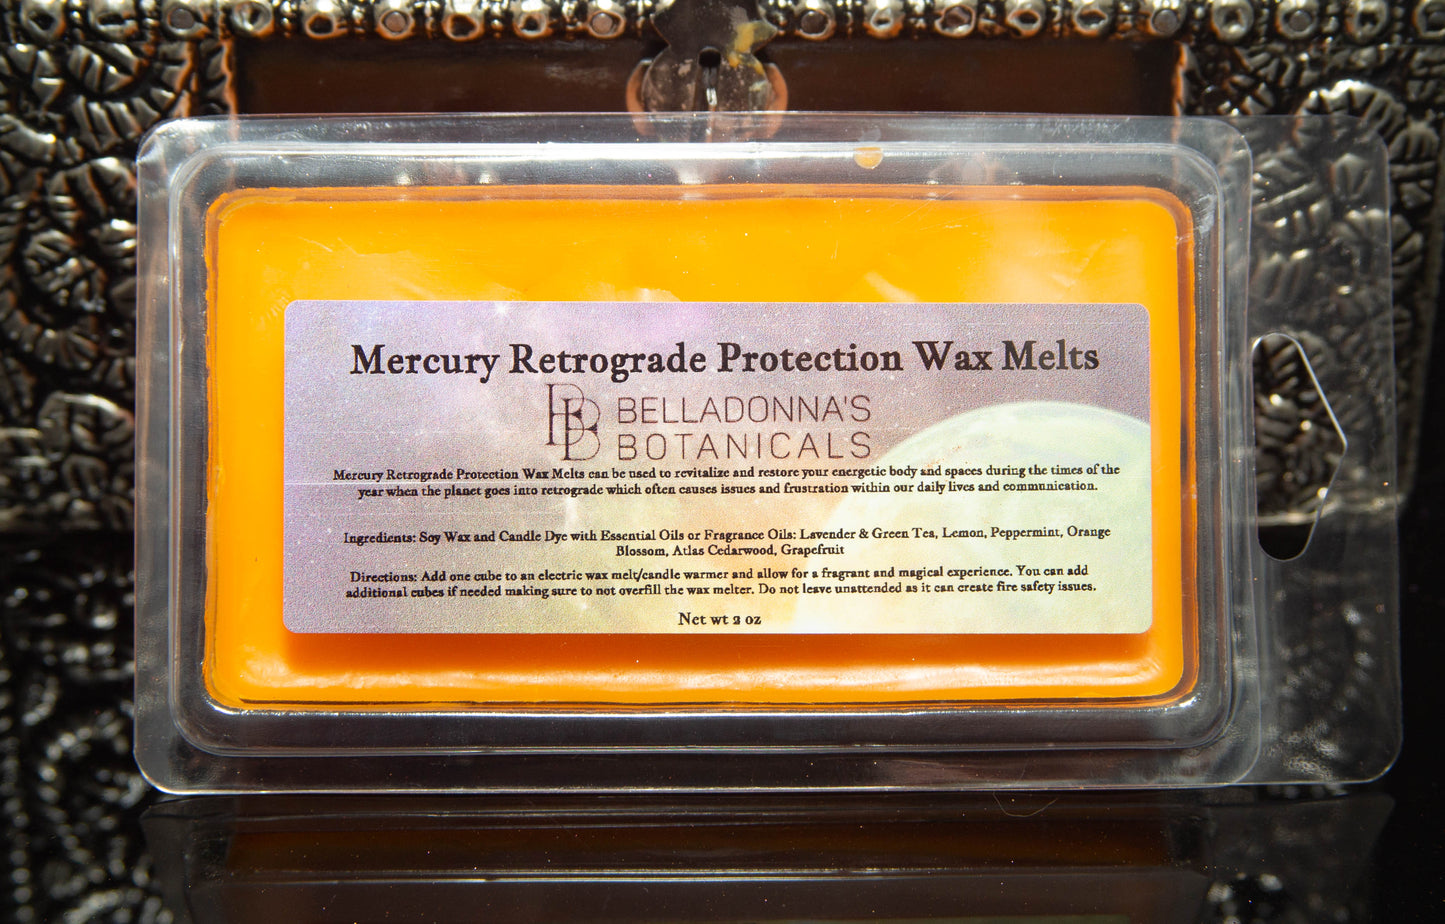 Mercury Retrograde Protection Wax Melts
BB BELLADONNA'S
BOTANICALS
Mercury Retrograde Protection Wax Melts can be used to revitalize and restore your energetic body and spaces during the times of the
year when the planet goes into retrograde which often causes issues and frustration within our daily lives and communication.
Ingredients: Soy Wax and Candle Dye with Essential Oils or Fragrance Oils: Lavender & Green Tea, Lemon, Peppermint, Orange
Blossom, Atlas Cedarwood, Grapefruit
Directions: Add one cube to an electric wax melt/candle warmer and allow for a fragrant and magical experience. You can add
additional cubes if needed making sure to not overfill the wax melter. Do not leave unattended as it can create fire safety issues.
Net wt 2 oz